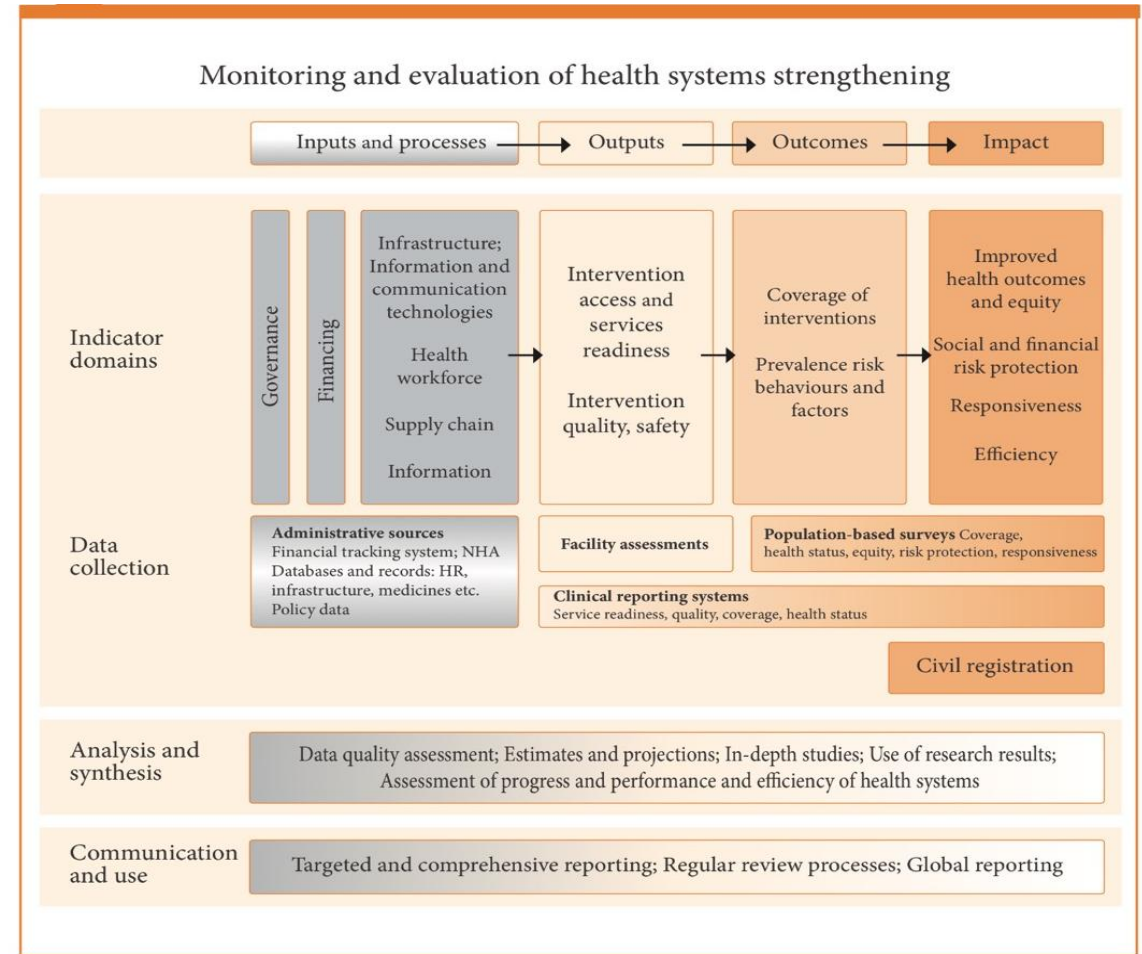 Monitoring and evaluation of health systems strengthening
Inputs and processes
Outputs
Outcomes
Impact
Indicator
domains
Governance
Financing
Infrastructure;
Information and
communication
technologies
Health
workforce
Supply chain
Information
Intervention
access and
services
readiness
Intervention
quality, safety
Coverage of
interventions
Prevalence risk
behaviours and
factors
Improved
health outcomes
and equity
Social and financial
risk protection
Responsiveness
Efficiency
Data
collection
Administrative sources
Financial tracking system; NHA
Databases and records: HR,
infrastructure, medicines etc.
Policy data
Facility assessments
Population-based surveys Coverage,
health status, equity, risk protection, responsiveness
Clinical reporting systems
Service readiness, quality, coverage, health status
Civil registration
Analysis and
synthesis
Data quality assessment; Estimates and projections; In-depth studies; Use of research results;
Assessment of progress and performance and efficiency of health systems
Communication
and use
Targeted and comprehensive reporting; Regular review processes; Global reporting